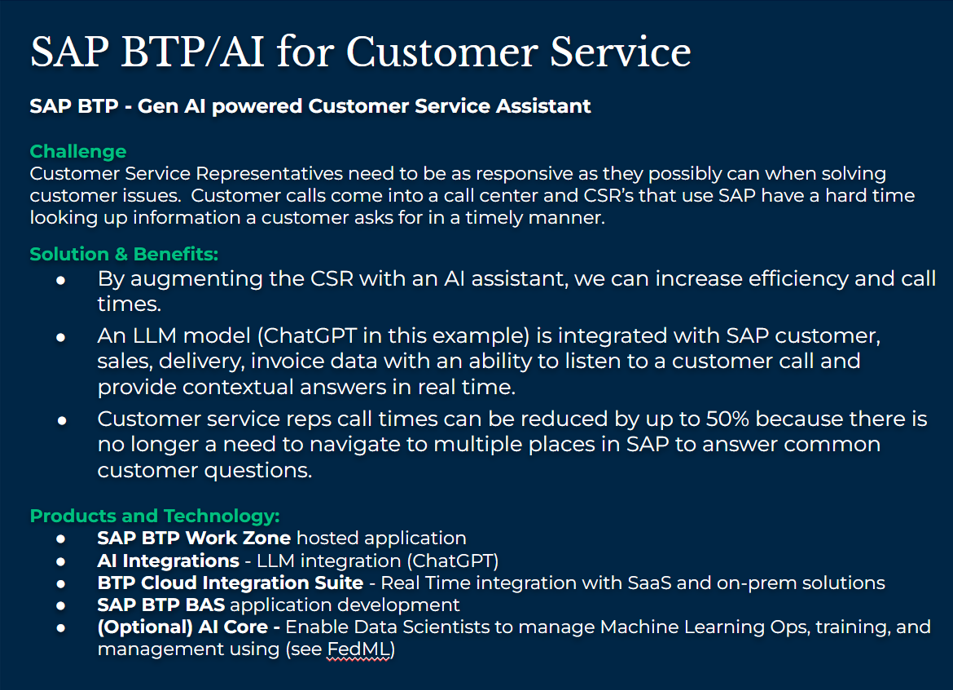 SAP BTP/AI for Customer Service
SAP BTP - Gen AI powered Customer Service Assistant
Challenge
Customer Service Representatives need to be as responsive as they possibly can when solving
customer issues.  Customer calls come into a call center and CSR’s that use SAP have a hard time
looking up information a customer asks for in a timely manner.
Solution & Benefits:
● By augmenting the CSR with an AI assistant, we can increase efficiency and call
times.
● An LLM model (ChatGPT in this example) is integrated with SAP customer,
sales, delivery, invoice data with an ability to listen to a customer call and
provide contextual answers in real time.
● Customer service reps call times can be reduced by up to 50% because there is
no longer a need to navigate to multiple places in SAP to answer common
customer questions.
Products and Technology:
● SAP BTP Work Zone hosted application
● AI Integrations - LLM integration (ChatGPT)
● BTP Cloud Integration Suite - Real Time integration with SaaS and on-prem solutions
● SAP BTP BAS application development
● (Optional) AI Core - Enable Data Scientists to manage Machine Learning Ops, training, and
management using (see FedML)